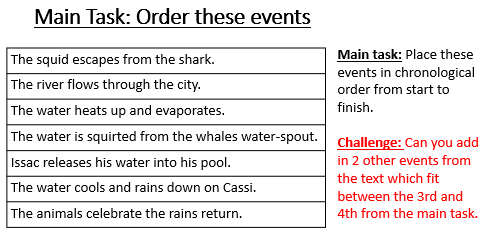 Main Task: Order these events
The squid escapes from the shark.
The river flows through the city.
The water heats up and evaporates.
The water is squirted from the whales water-spout.
Issac releases his water into his pool.
The water cools and rains down on Cassi.
The animals celebrate the rains return.
Main task: Place these
events in chronological
order from start to
finish.
Challenge: Can you add
in 2 other events from
the text which fit
between the 3rd and
4th from the main task.